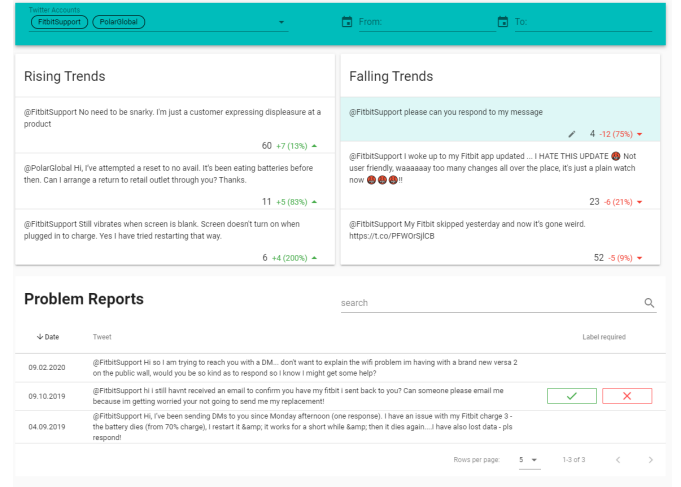 Twitter Accounts
FitbitSupport PolarGlobal From: To:
Rising Trends
@FitbitSupport No need to be snarky. I'm just a customer expressing displeasure at a
product
60 +7 (13%)
@PolarGlobal Hi, I've attempted a reset to no avail. It's been eating batteries before
then. Can I arrange a return to retail outlet through you? Thanks.
11 +5 (83%)
@FitbitSupport Still vibrates when screen is blank. Screen doesn't turn on when
plugged in to charge. Yes I have tried restarting that way.
6 +4 (200%)
Falling Trends
@FitbitSupport please can you respond to my message
4 -12 (75%)
@FitbitSupport I woke up to my Fitbit app updated ... I HATE THIS UPDATE 🤬 Not
user friendly, waaaaaay too many changes all over the place, it's just a plain watch
now 🤬🤬🤬!!
23 -6 (21%)
@FitbitSupport My Fitbit skipped yesterday and now it's gone weird.
https://t.co/PFWOrSjlCB
52 -5 (9%)
Problem Reports
search
Date Tweet Label required
09.02.2020 @FitbitSupport Hi so I am trying to reach you with a DM... don't want to explain the wifi problem im having with a brand new versa 2
on the public wall, would you be so kind as to respond so I know I might get some help?
09.10.2019 @FitbitSupport hi I still havnt received an email to confirm you have my fitbit i sent back to you? Can someone please email me
because im getting worried your not going to send me my replacement!
04.09.2019 @FitbitSupport Hi, I've been sending DMs to you since Monday afternoon (one response). I have an issue with my Fitbit charge 3 -
the battery dies (from 70% charge), I restart it &amp; it works for a short while &amp; then it dies again....I have also lost data - pls
respond!
Rows per page: 5 1-3 of 3